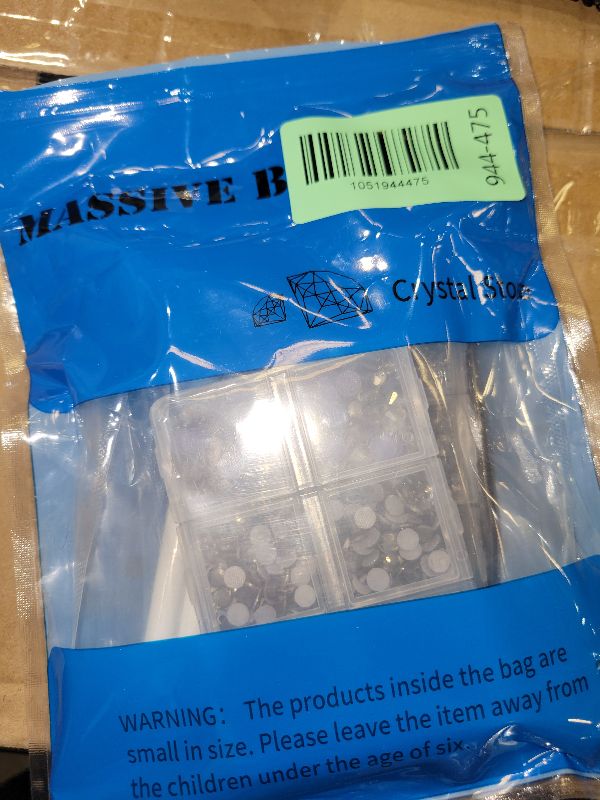 MASSIVE B
1051944475
944-475
Crystal Stone
WARNING: The products inside the bag are
small in size. Please leave the item away from
the children under the age of six.